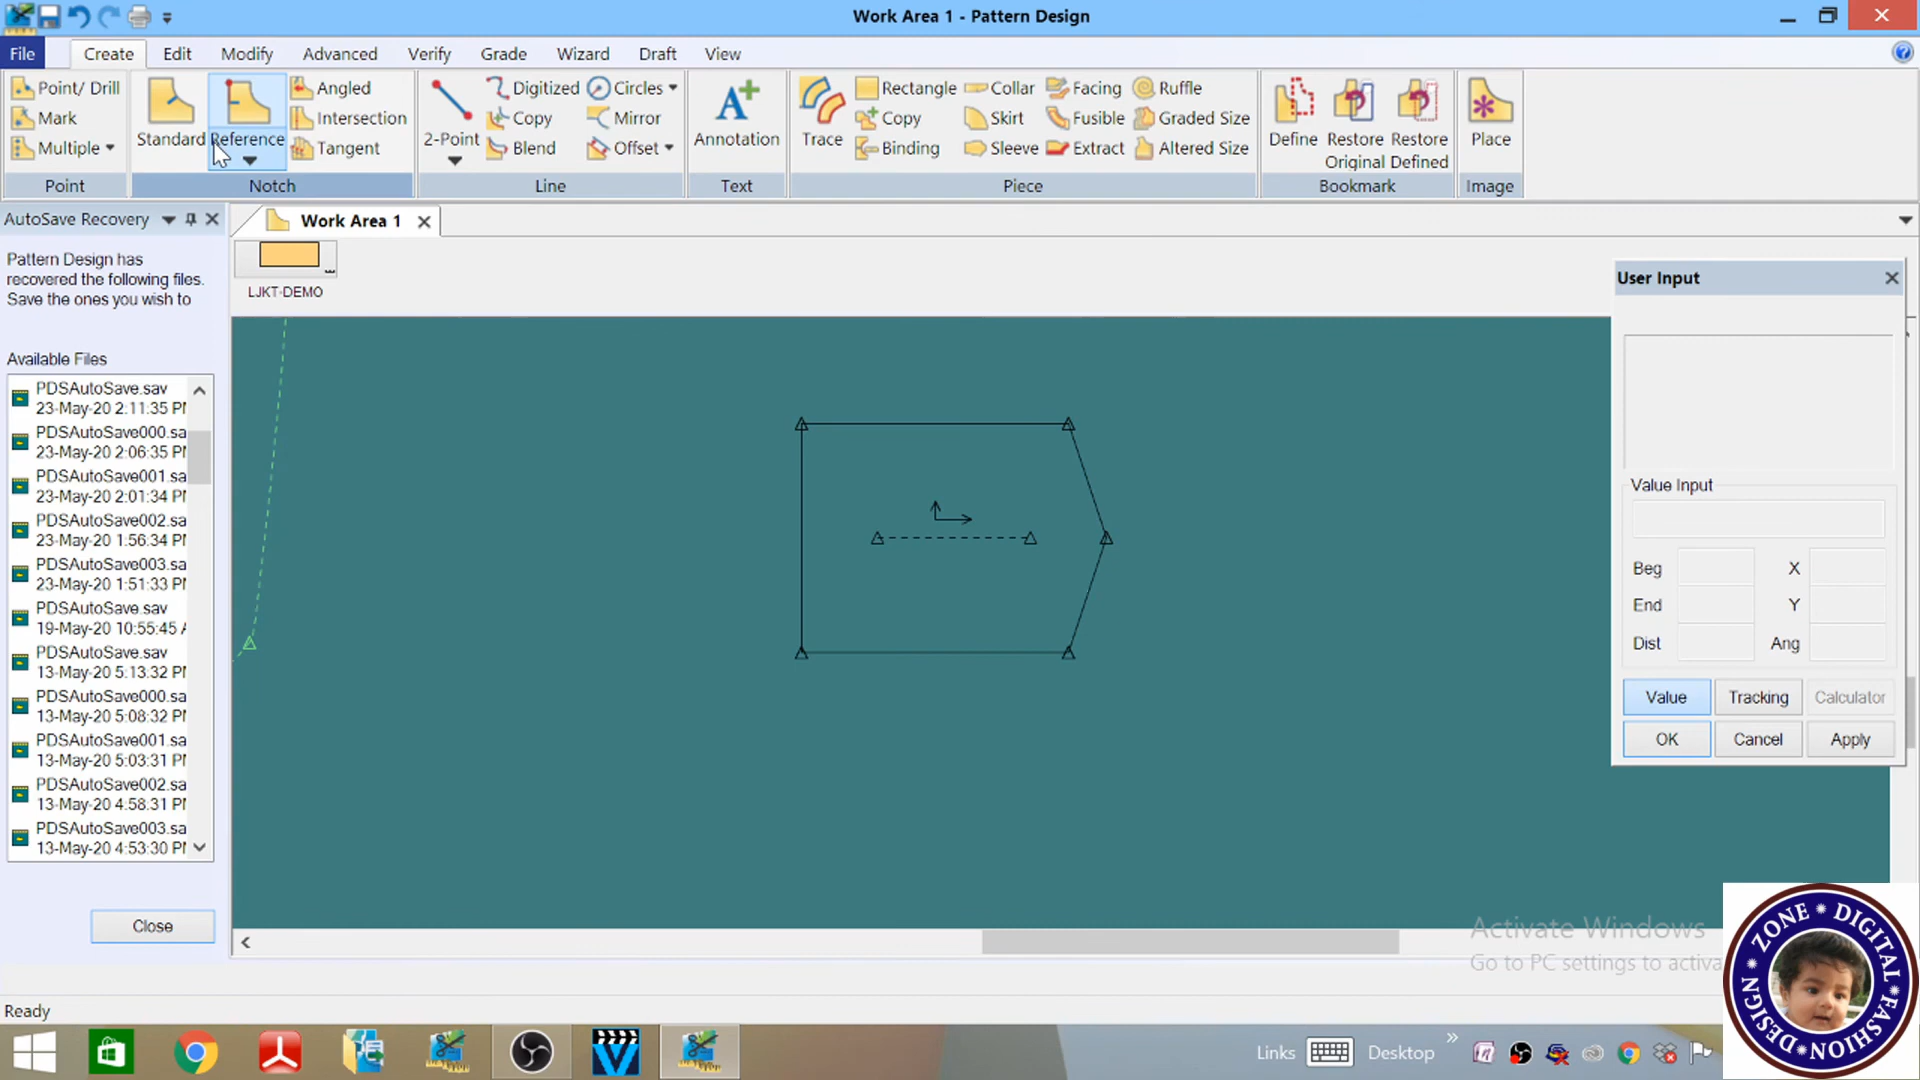 Work Area 1 - Pattern Design
File Create Edit Modify Advanced Verify Grade Wizard Draft View
Point/ Drill
Mark
Multiple
Point
Standard
Reference
Angled
Intersection
Tangent
Notch
2-Point
Digitized
Copy
Blend
Circles
Mirror
Offset
Line
Annotation
Text
Trace
Rectangle
Copy
Binding
Collar
Skirt
Sleeve
Facing
Fusible
Extract
Ruffle
Graded Size
Altered Size
Piece
Define
Restore Original
Restore Defined
Bookmark
Place
Image
AutoSave Recovery
Work Area 1
Pattern Design has
recovered the following files.
Save the ones you wish to
LJKT-DEMO
Available Files
PDSAutoSave.sav
23-May-20 2:11:35 PM
PDSAutoSave000.sa
23-May-20 2:06:35 PM
PDSAutoSave001.sa
23-May-20 2:01:34 PM
PDSAutoSave002.sa
23-May-20 1:56:34 PM
PDSAutoSave003.sa
23-May-20 1:51:33 PM
PDSAutoSave.sav
19-May-20 10:55:45 A
PDSAutoSave.sav
13-May-20 5:13:32 PM
PDSAutoSave000.sa
13-May-20 5:08:32 PM
PDSAutoSave001.sa
13-May-20 5:03:31 PM
PDSAutoSave002.sa
13-May-20 4:58:31 PM
PDSAutoSave003.sa
13-May-20 4:53:30 PM
Close
User Input
Value Input
Beg X
End Y
Dist Ang
Value Tracking Calculator
OK Cancel Apply
Activate Windows
Go to PC settings to activa
ZONE * DIGITAL * FASHION * DESIGN *
Ready
Links Desktop